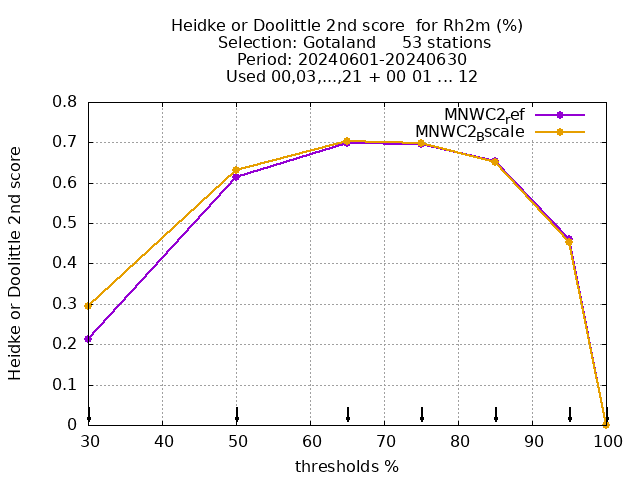 Heidke or Doolittle 2nd score  for Rh2m (%)
Selection: Gotaland     53 stations
Period: 20240601-20240630
Used 00,03,...,21 + 00 01 ... 12
MNWC2_ref
MNWC2_Bscale
Heidke or Doolittle 2nd score
0.8
0.7
0.6
0.5
0.4
0.3
0.2
0.1
0
30 40 50 60 70 80 90 100
thresholds %